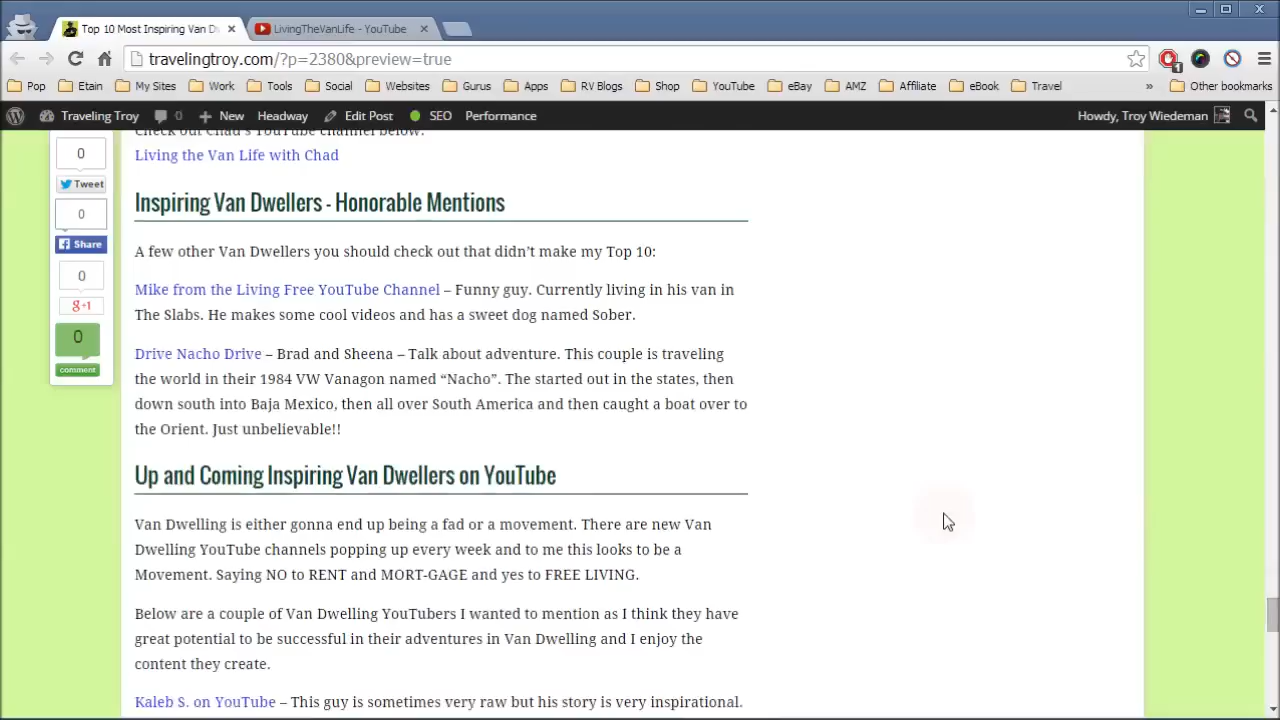 Top 10 Most Inspiring Van D
LivingTheVanLife - YouTube
travelingtroy.com/?p=2380&preview=true
1
Pop
Etain
My Sites
Work
Tools
Social
Websites
Gurus
Apps
RV Blogs
Shop
YouTube
eBay
AMZ
Affiliate
eBook
Travel
»
Other bookmarks
Traveling Troy
0
New
Headway
Edit Post
SEO
Performance
Howdy, Troy Wiedeman
0
Tweet
0
Share
0
g+1
0
comment
Check out Chad's YouTube channel below.
Living the Van Life with Chad
Inspiring Van Dwellers - Honorable Mentions
A few other Van Dwellers you should check out that didn't make my Top 10:
Mike from the Living Free YouTube Channel – Funny guy. Currently living in his van in
The Slabs. He makes some cool videos and has a sweet dog named Sober.
Drive Nacho Drive – Brad and Sheena – Talk about adventure. This couple is traveling
the world in their 1984 VW Vanagon named “Nacho”. The started out in the states, then
down south into Baja Mexico, then all over South America and then caught a boat over to
the Orient. Just unbelievable!!
Up and Coming Inspiring Van Dwellers on YouTube
Van Dwelling is either gonna end up being a fad or a movement. There are new Van
Dwelling YouTube channels popping up every week and to me this looks to be a
Movement. Saying NO to RENT and MORT-GAGE and yes to FREE LIVING.
Below are a couple of Van Dwelling YouTubers I wanted to mention as I think they have
great potential to be successful in their adventures in Van Dwelling and I enjoy the
content they create.
Kaleb S. on YouTube – This guy is sometimes very raw but his story is very inspirational.